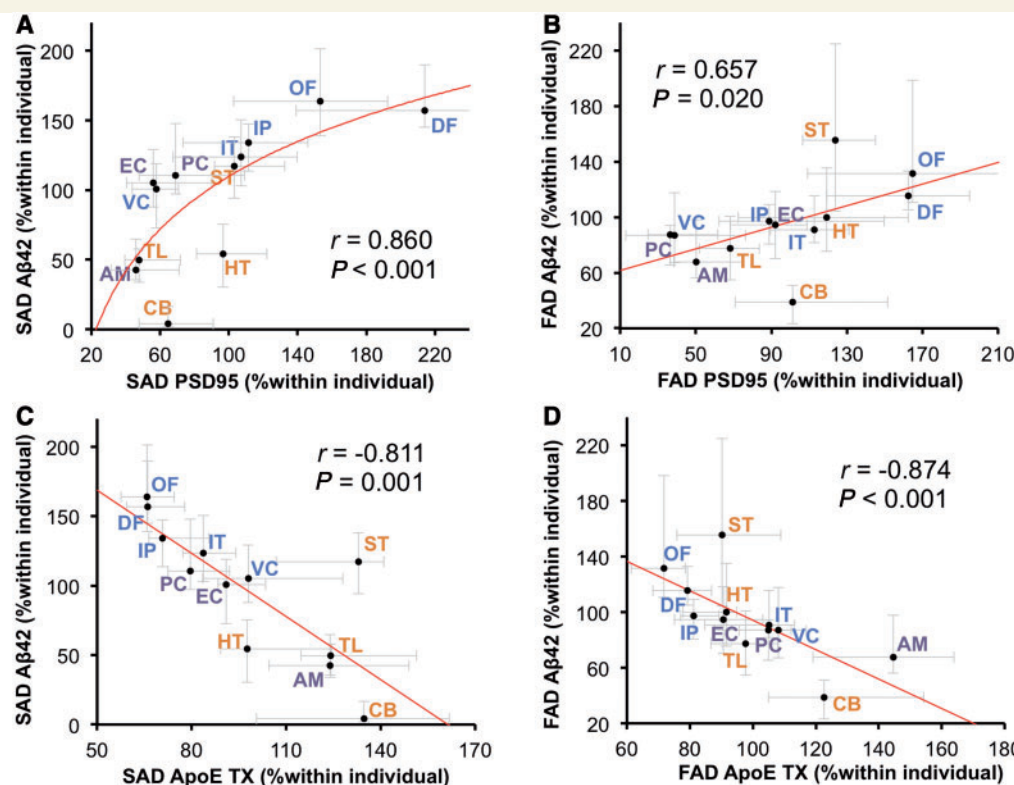 A
SAD Aβ42 (%within individual)
200
150
100
50
0
OF
DF
IP
IT
EC
PC
ST
VC
TL
AM
HT
CB
r = 0.860
P < 0.001
20 60 100 140 180 220
SAD PSD95 (%within individual)
B
FAD Aβ42 (%within individual)
220
180
140
100
60
20
r = 0.657
P = 0.020
ST
OF
DF
VC
IP
EC
PC
IT
HT
TL
AM
CB
10 50 90 130 170 210
FAD PSD95 (%within individual)
C
SAD Aβ42 (%within individual)
200
150
100
50
0
r = -0.811
P = 0.001
OF
DF
IP
IT
ST
PC
VC
EC
HT
TL
AM
CB
50 80 110 140 170
SAD ApoE TX (%within individual)
D
FAD Aβ42 (%within individual)
220
180
140
100
60
20
r = -0.874
P < 0.001
ST
OF
HT
DF
IT
IP
EC
PC
VC
TL
AM
CB
60 80 100 120 140 160 180
FAD ApoE TX (%within individual)